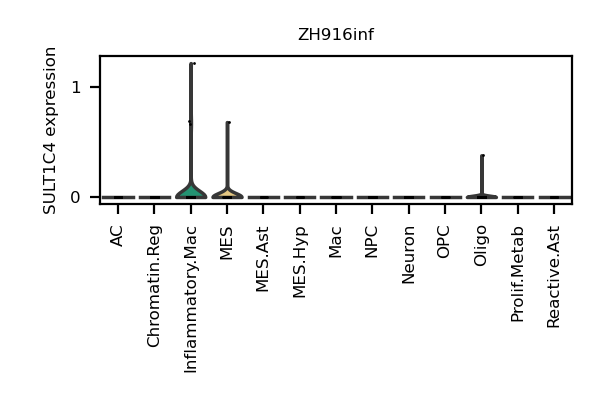 ZH916inf
SULT1C4 expression
1
0
AC
Chromatin.Reg
Inflammatory.Mac
MES
MES.Ast
MES.Hyp
Mac
NPC
Neuron
OPC
Oligo
Prolif.Metab
Reactive.Ast